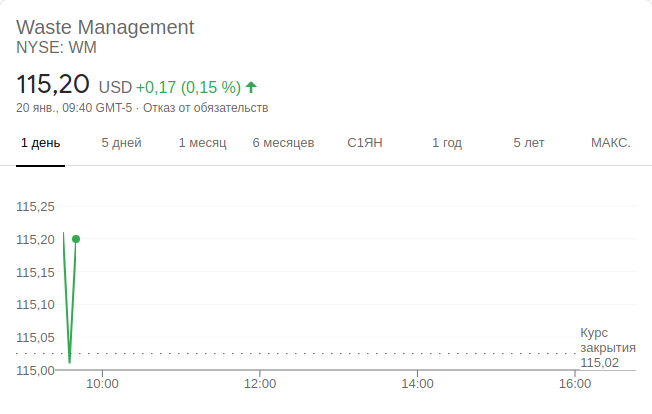 Waste Management
NYSE: WM
115,20 USD +0,17 (0,15 %)
20 янв., 09:40 GMT-5 · Отказ от обязательств
1 день 5 дней 1 месяц 6 месяцев С1ЯН 1 год 5 лет МАКС.
115,25
115,20
115,15
115,10
115,05
115,00
Курс
закрытия
115,02
10:00 12:00 14:00 16:00